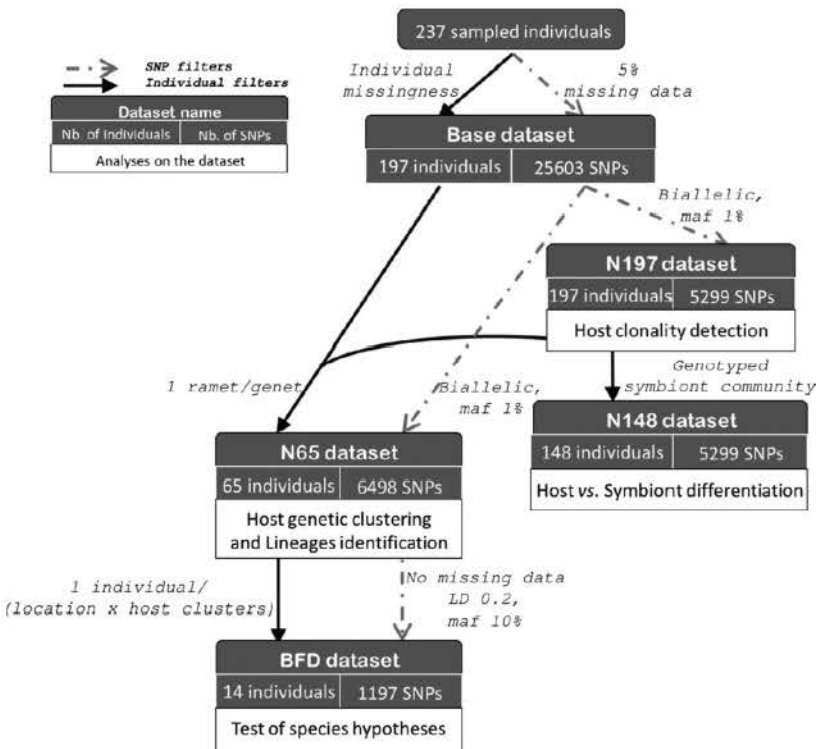 237 sampled individuals
SNP filters
Individual filters
Dataset name
Nb. of Individuals
Nb. of SNPs
Analyses on the dataset
Individual
missingness
5%
missing data
Base dataset
197 individuals
25603 SNPs
Biallelic,
maf 1%
N197 dataset
197 individuals
5299 SNPs
Host clonality detection
1 ramet/genet
Biallelic,
maf 1%
Genotyped
symbiont community
N148 dataset
148 individuals
5299 SNPs
Host vs. Symbiont differentiation
N65 dataset
65 individuals
6498 SNPs
Host genetic clustering
and Lineages identification
1 individual/
(location x host clusters)
No missing data
LD 0.2,
maf 10%
BFD dataset
14 individuals
1197 SNPs
Test of species hypotheses